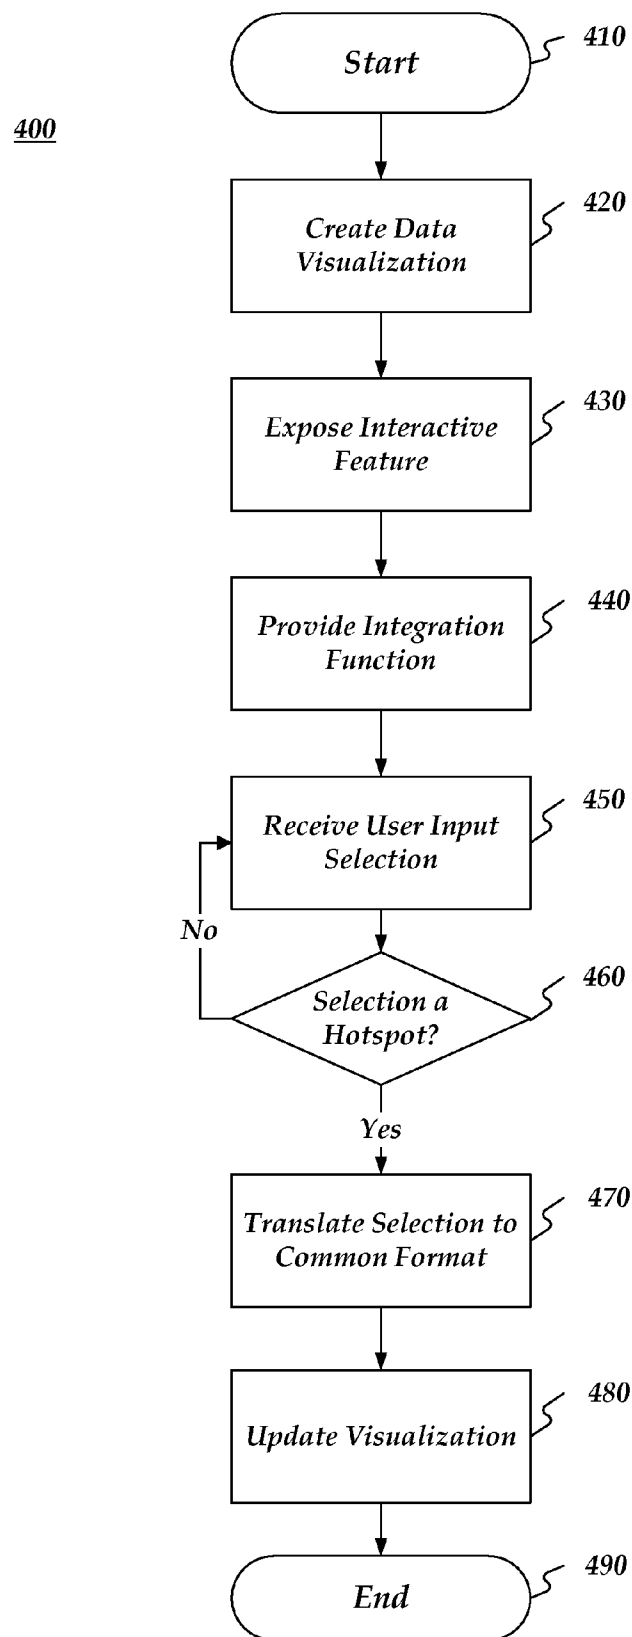 410
Start
400
420
Create Data
Visualization
430
Expose Interactive
Feature
440
Provide Integration
Function
450
Receive User Input
Selection
No
460
Selection a
Hotspot?
Yes
470
Translate Selection to
Common Format
480
Update Visualization
490
End